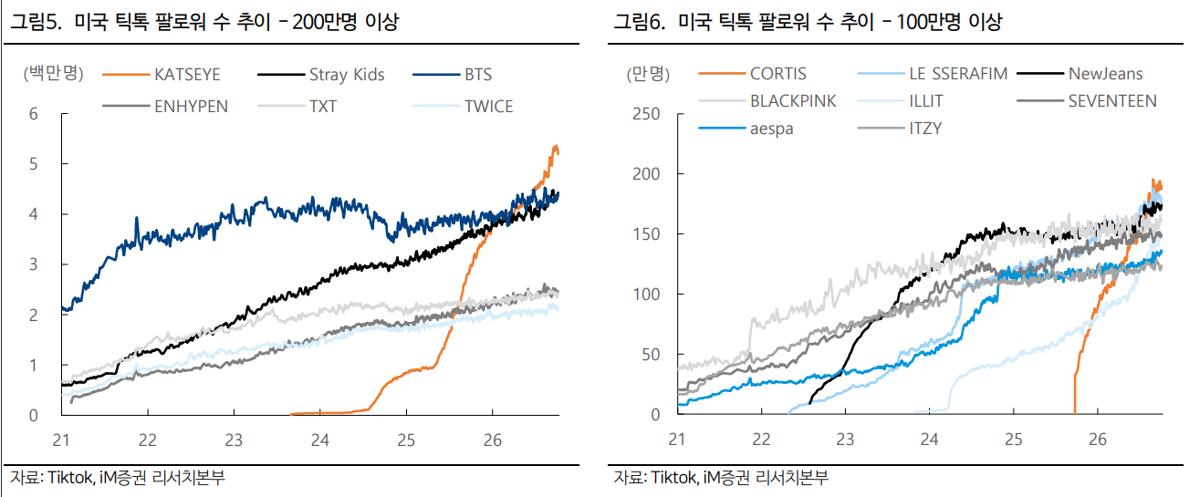 그림5. 미국 틱톡 팔로워 수 추이 – 200만명 이상
(백만명)
KATSEYE
Stray Kids
BTS
ENHYPEN
TXT
TWICE
6
5
4
3
2
1
0
21 22 23 24 25 26
자료: Tiktok, iM증권 리서치본부
그림6. 미국 틱톡 팔로워 수 추이 – 100만명 이상
(만명)
CORTIS
LE SSERAFIM
NewJeans
BLACKPINK
ILLIT
SEVENTEEN
aespa
ITZY
250
200
150
100
50
0
21 22 23 24 25 26
자료: Tiktok, iM증권 리서치본부